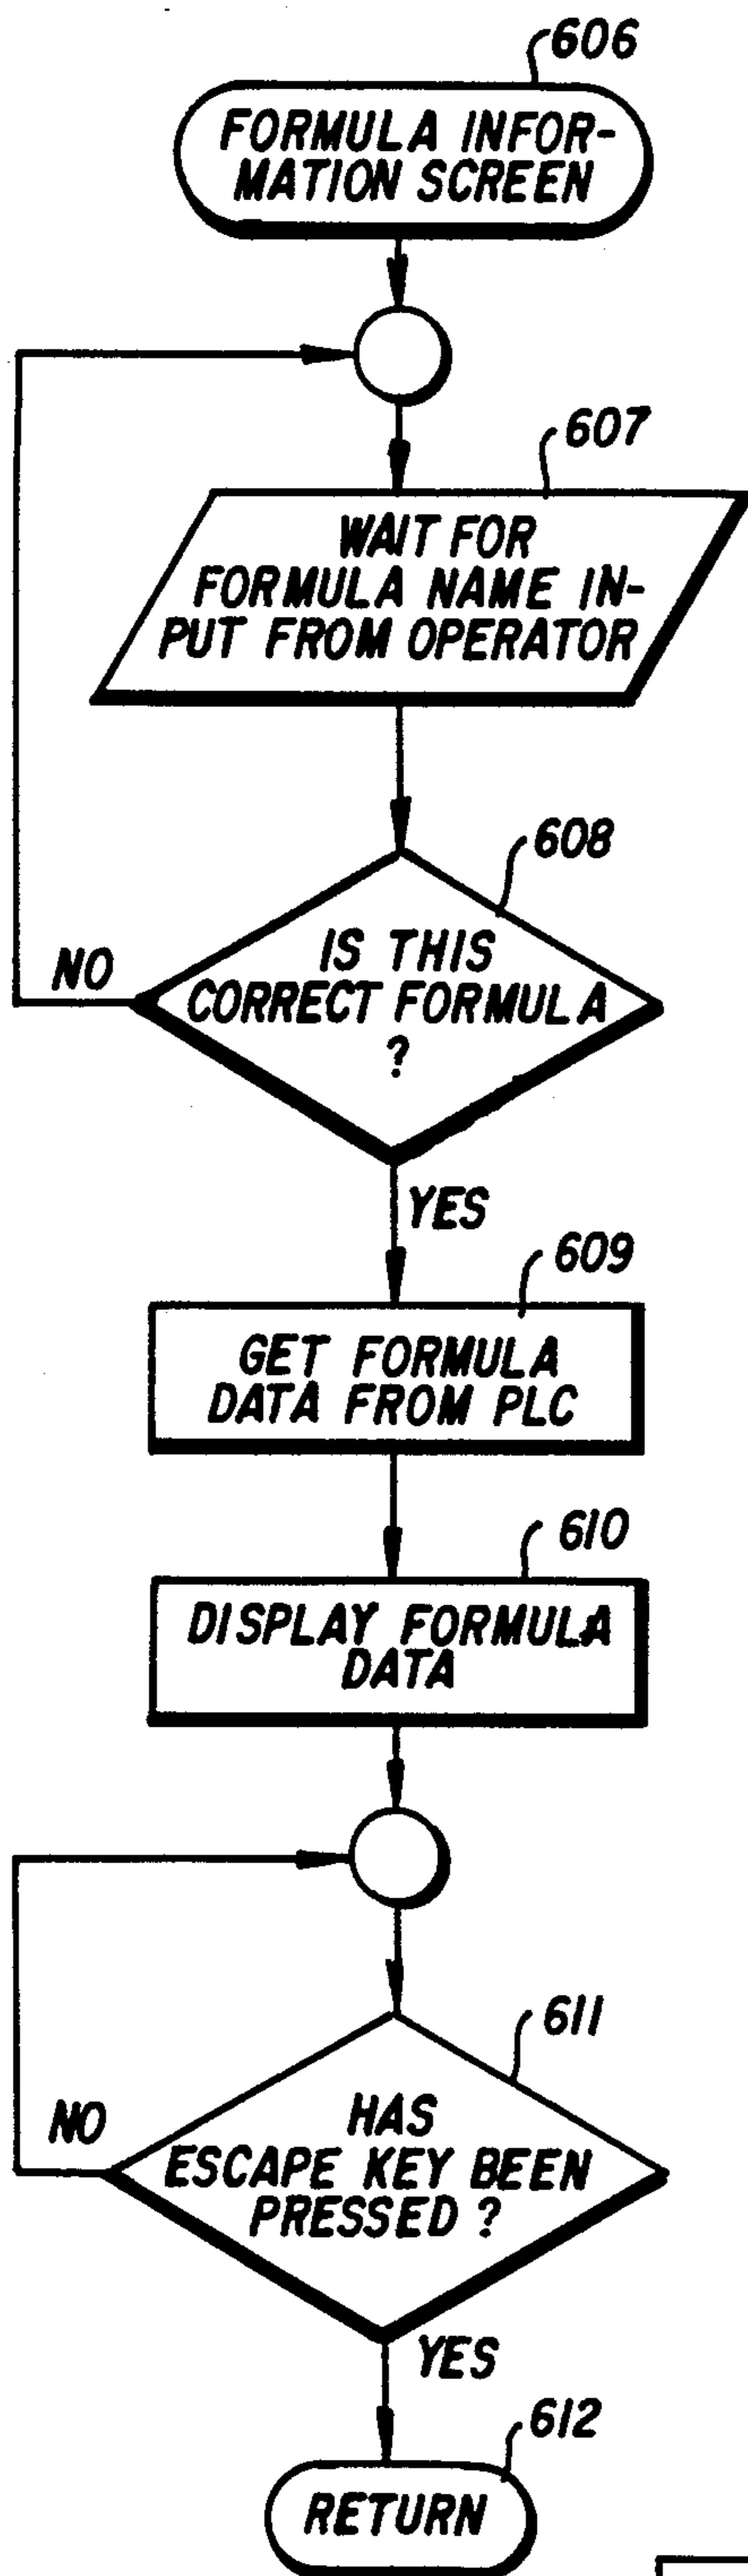 606
FORMULA INFOR-
MATION SCREEN
607
WAIT FOR
FORMULA NAME IN-
PUT FROM OPERATOR
608
IS THIS
CORRECT FORMULA
?
NO
YES
609
GET FORMULA
DATA FROM PLC
610
DISPLAY FORMULA
DATA
611
HAS
ESCAPE KEY BEEN
PRESSED ?
NO
YES
612
RETURN